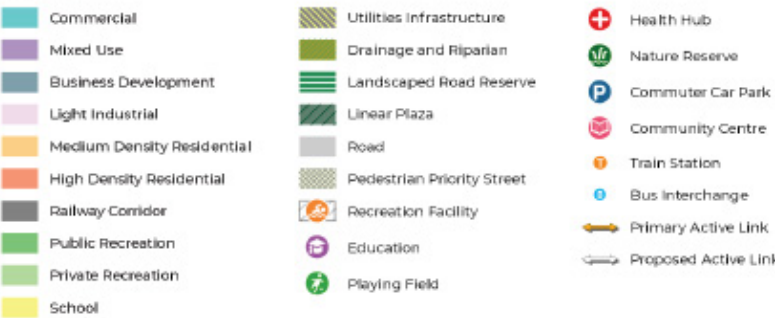 Commercial
Mixed Use
Business Development
Light Industrial
Medium Density Residential
High Density Residential
Railway Corridor
Public Recreation
Private Recreation
School
Utilities Infrastructure
Drainage and Riparian
Landscaped Road Reserve
Linear Plaza
Road
Pedestrian Priority Street
Recreation Facility
Education
Playing Field
Health Hub
Nature Reserve
P
Commuter Car Park
Community Centre
T
Train Station
B
Bus Interchange
Primary Active Link
Proposed Active Link